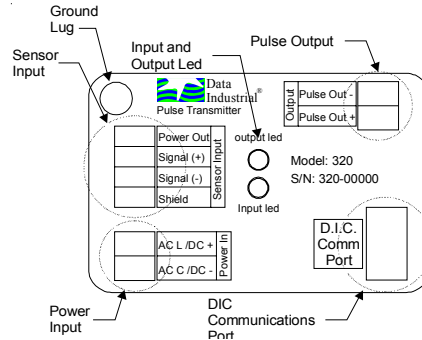 Ground
Lug
Sensor
Input
Input and
Output Led
Pulse Output
Data
Industrial®
Pulse Transmitter
Output
Pulse Out -
Pulse Out +
output led
Input led
Power Out
Signal (+)
Signal (-)
Shield
Sensor Input
Model: 320
S/N: 320-00000
AC L /DC +
AC C /DC -
Power In
D.I.C.
Comm
Port
Power
Input
DIC
Communications
Port